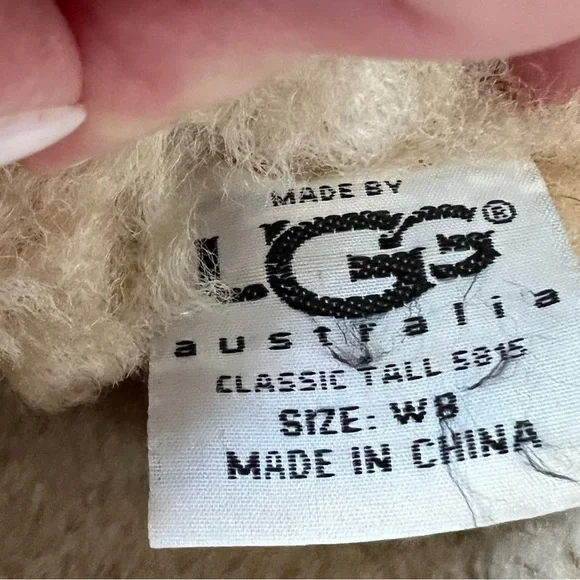 MADE BY
UGG®
australia
CLASSIC TALL 5815
SIZE: W8
MADE IN CHINA